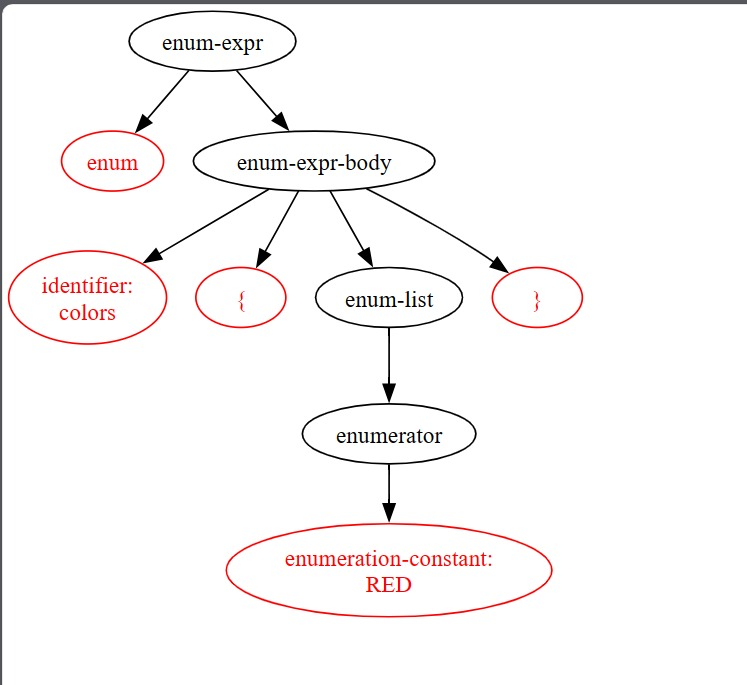 enum-expr
enum
enum-expr-body
identifier:
colors
{
enum-list
}
enumerator
enumeration-constant:
RED